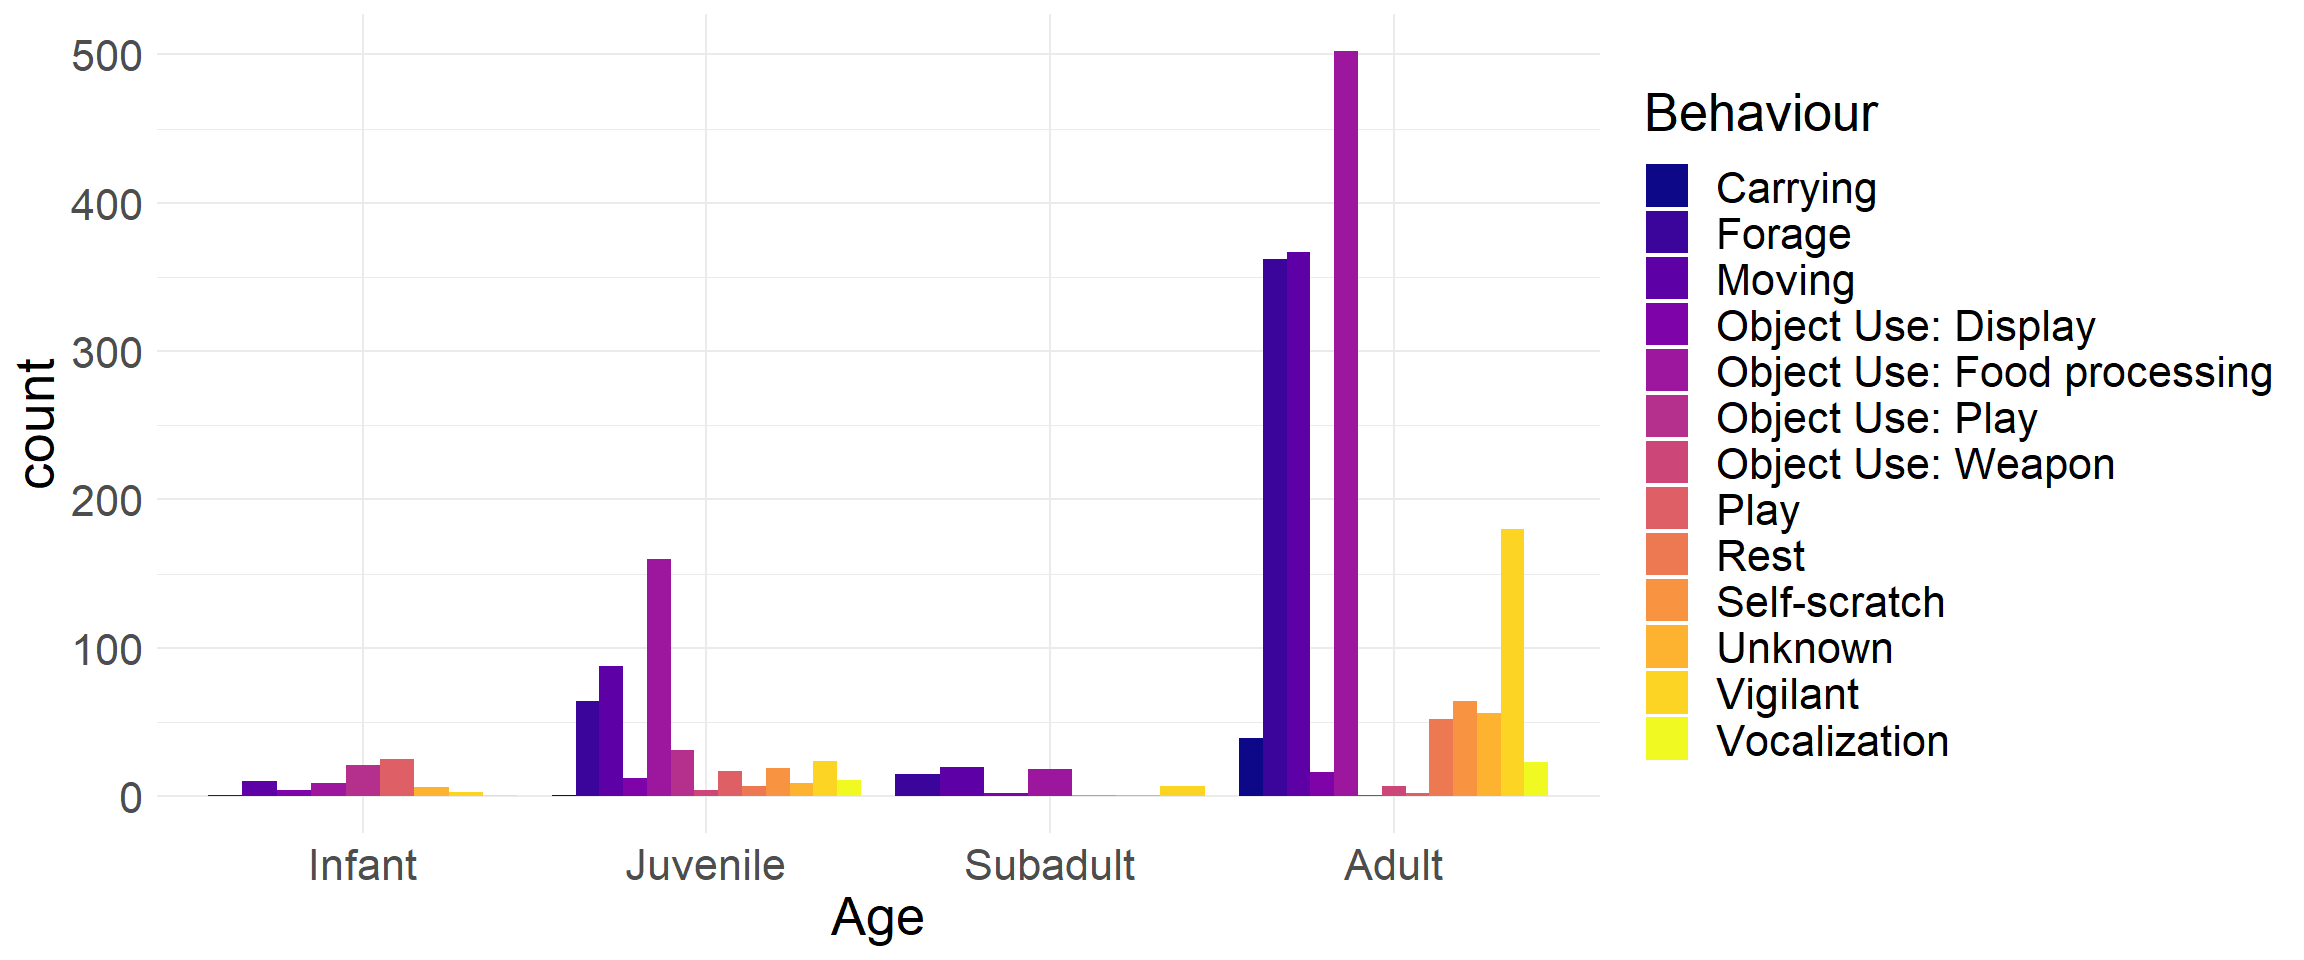 count
500
400
300
200
100
0
Infant
Juvenile
Subadult
Adult
Age
Behaviour
Carrying
Forage
Moving
Object Use: Display
Object Use: Food processing
Object Use: Play
Object Use: Weapon
Play
Rest
Self-scratch
Unknown
Vigilant
Vocalization